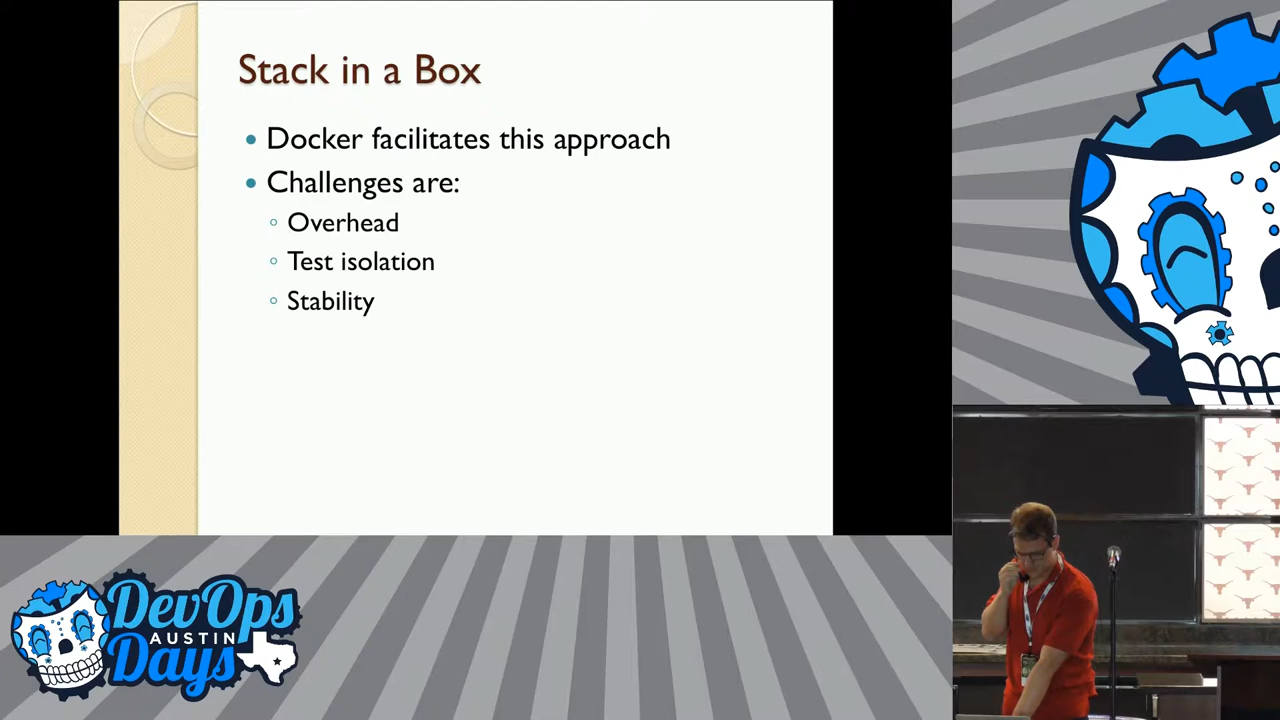 Stack in a Box
Docker facilitates this approach
Challenges are:
Overhead
Test isolation
Stability
DevOps
AUSTIN
Days